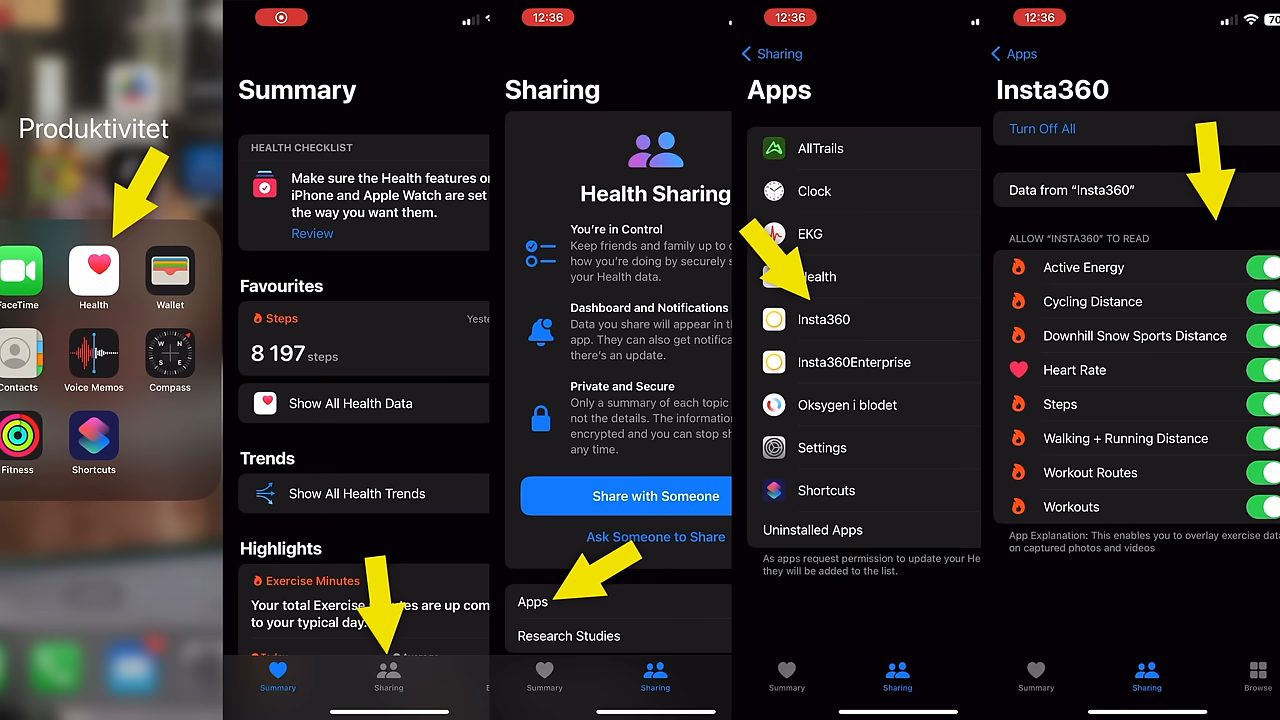 Produktivitet
FaceTime
Health
Wallet
Contacts
Voice Memos
Compass
Fitness
Shortcuts
Summary
HEALTH CHECKLIST
Make sure the Health features on
iPhone and Apple Watch are set
the way you want them.
Review
Favourites
Steps
Yeste
8 197 steps
Show All Health Data
Trends
Show All Health Trends
Highlights
Exercise Minutes
Your total Exercise Minutes are up com
to your typical day.
Summary
Sharing
12:36
Sharing
Health Sharing
You're in Control
Keep friends and family up to d
how you're doing by securely s
your Health data.
Dashboard and Notifications
Data you share will appear in th
app. They can also get notifica
there's an update.
Private and Secure
Only a summary of each topic
not the details. The information
encrypted and you can stop sh
any time.
Share with Someone
Ask Someone to Share
Apps
Research Studies
Summary
Sharing
12:36
Sharing
Apps
AllTrails
Clock
EKG
Health
Insta360
Insta360Enterprise
Oksygen i blodet
Settings
Shortcuts
Uninstalled Apps
As apps request permission to update your He
they will be added to the list.
Summary
Sharing
12:36
70
Apps
Insta360
Turn Off All
Data from “Insta360”
ALLOW “INSTA360” TO READ
Active Energy
Cycling Distance
Downhill Snow Sports Distance
Heart Rate
Steps
Walking + Running Distance
Workout Routes
Workouts
App Explanation: This enables you to overlay exercise data
on captured photos and videos
Summary
Sharing
Browse